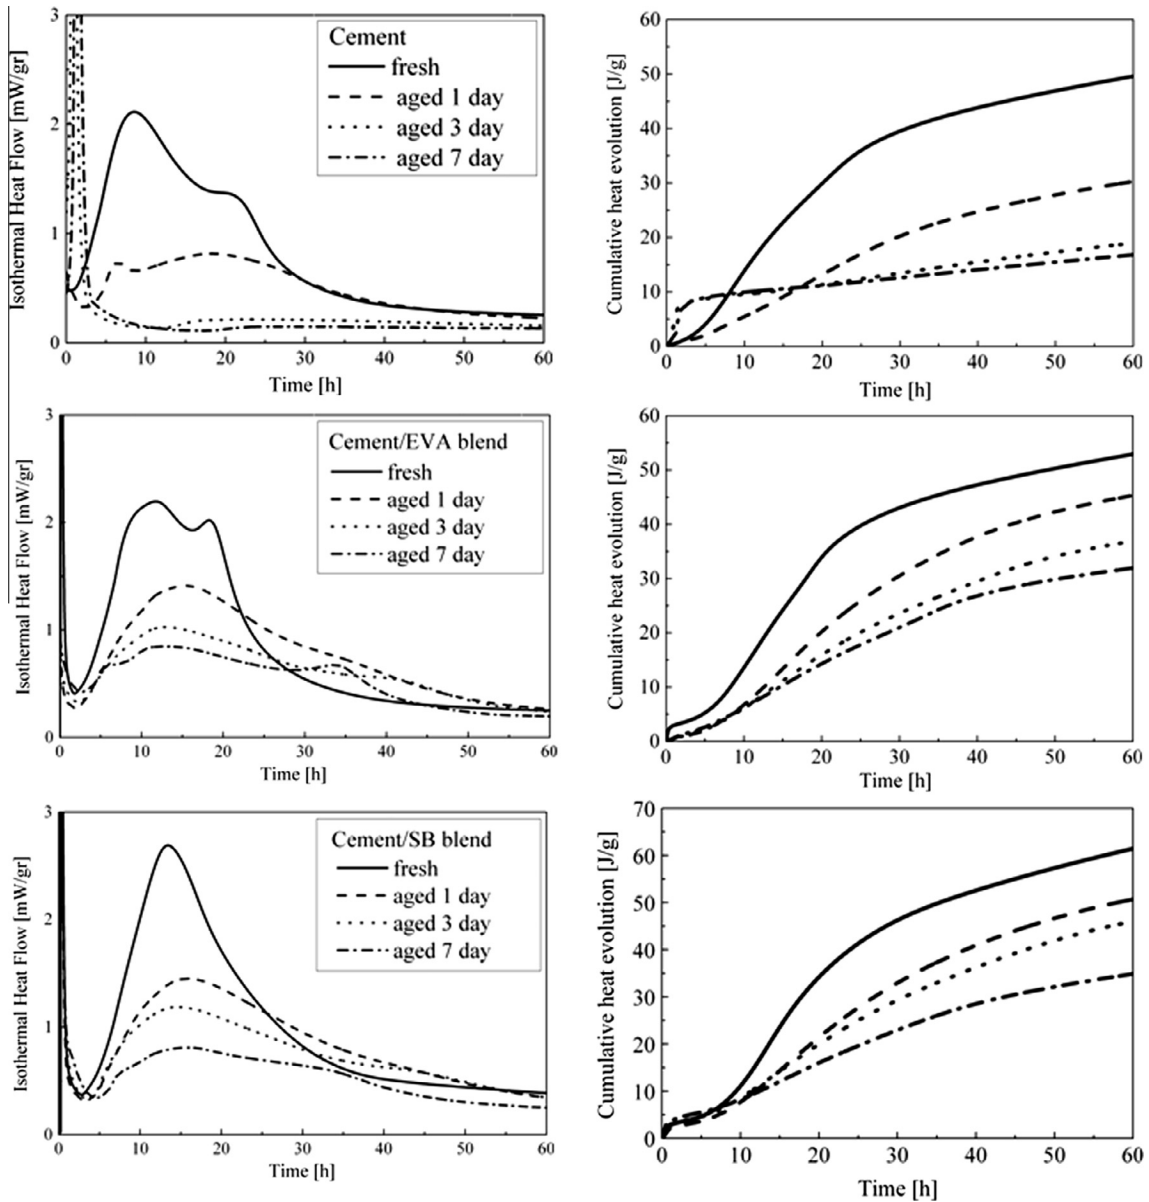 Isothermal Heat Flow [mW/gr]
3
2
1
0
Cement
fresh
aged 1 day
aged 3 day
aged 7 day
0 10 20 30 40 50 60
Time [h]
Cumulative heat evolution [J/g]
60
50
40
30
20
10
0
0 10 20 30 40 50 60
Time [h]
Isothermal Heat Flow [mW/gr]
3
2
1
0
Cement/EVA blend
fresh
aged 1 day
aged 3 day
aged 7 day
0 10 20 30 40 50 60
Time [h]
Cumulative heat evolution [J/g]
60
50
40
30
20
10
0
0 10 20 30 40 50 60
Time [h]
Isothermal Heat Flow [mW/gr]
3
2
1
0
Cement/SB blend
fresh
aged 1 day
aged 3 day
aged 7 day
0 10 20 30 40 50 60
Time [h]
Cumulative heat evolution [J/g]
70
60
50
40
30
20
10
0
0 10 20 30 40 50 60
Time [h]